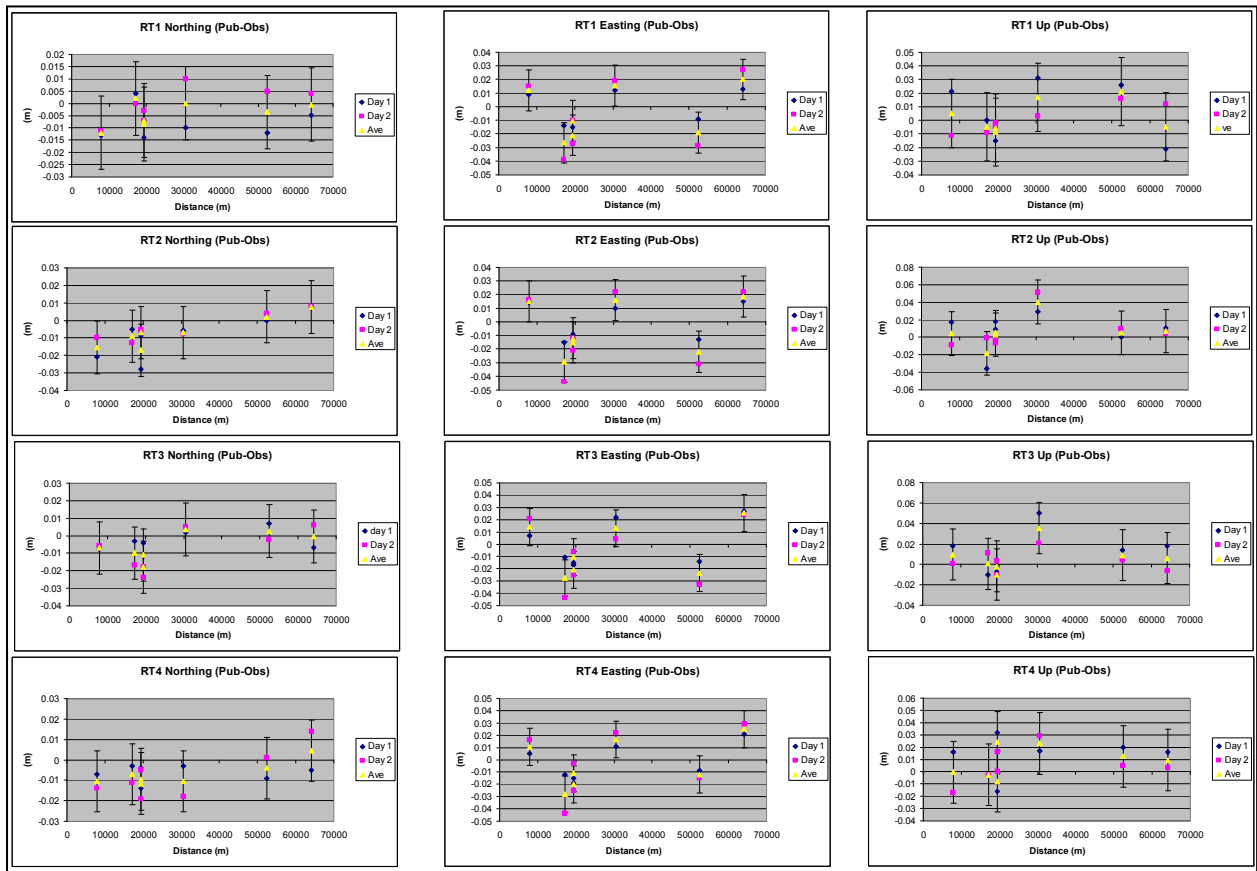 RT1 Northing (Pub-Obs)
0.02
0.015
0.01
0.005
0
-0.005
-0.01
-0.015
-0.02
-0.025
-0.03
(m)
0 10000 20000 30000 40000 50000 60000 70000
Distance (m)
Day 1
Day 2
Ave
RT1 Easting (Pub-Obs)
0.04
0.03
0.02
0.01
0
-0.01
-0.02
-0.03
-0.04
-0.05
(m)
0 10000 20000 30000 40000 50000 60000 70000
Distance (m)
Day 1
Day 2
Ave
RT1 Up (Pub-Obs)
0.05
0.04
0.03
0.02
0.01
0
-0.01
-0.02
-0.03
-0.04
(m)
0 10000 20000 30000 40000 50000 60000 70000
Distance (m)
Day 1
Day 2
ve
RT2 Northing (Pub-Obs)
0.03
0.02
0.01
0
-0.01
-0.02
-0.03
-0.04
(m)
0 10000 20000 30000 40000 50000 60000 70000
Distance (m)
Day 1
Day 2
Ave
RT2 Easting (Pub-Obs)
0.04
0.03
0.02
0.01
0
-0.01
-0.02
-0.03
-0.04
-0.05
(m)
0 10000 20000 30000 40000 50000 60000 70000
Distance (m)
Day 1
Day 2
Ave
RT2 Up (Pub-Obs)
0.08
0.06
0.04
0.02
0
-0.02
-0.04
-0.06
(m)
0 10000 20000 30000 40000 50000 60000 70000
Distance (m)
Day 1
Day 2
Ave
RT3 Northing (Pub-Obs)
0.03
0.02
0.01
0
-0.01
-0.02
-0.03
-0.04
(m)
0 10000 20000 30000 40000 50000 60000 70000
Distance (m)
day 1
Day 2
Ave
RT3 Easting (Pub-Obs)
0.05
0.04
0.03
0.02
0.01
0
-0.01
-0.02
-0.03
-0.04
-0.05
(m)
0 10000 20000 30000 40000 50000 60000 70000
Distance (m)
Day 1
Day 2
Ave
RT3 Up (Pub-Obs)
0.08
0.06
0.04
0.02
0
-0.02
-0.04
(m)
0 10000 20000 30000 40000 50000 60000 70000
Distance (m)
Day 1
Day 2
Ave
RT4 Northing (Pub-Obs)
0.03
0.02
0.01
0
-0.01
-0.02
-0.03
(m)
0 10000 20000 30000 40000 50000 60000 70000
Distance (m)
Day 1
Day 2
Ave
RT4 Easting (Pub-Obs)
0.05
0.04
0.03
0.02
0.01
0
-0.01
-0.02
-0.03
-0.04
-0.05
(m)
0 10000 20000 30000 40000 50000 60000 70000
Distance (m)
Day 1
Day 2
Ave
RT4 Up (Pub-Obs)
0.06
0.05
0.04
0.03
0.02
0.01
0
-0.01
-0.02
-0.03
-0.04
(m)
0 10000 20000 30000 40000 50000 60000 70000
Distance (m)
Day 1
Day 2
Ave